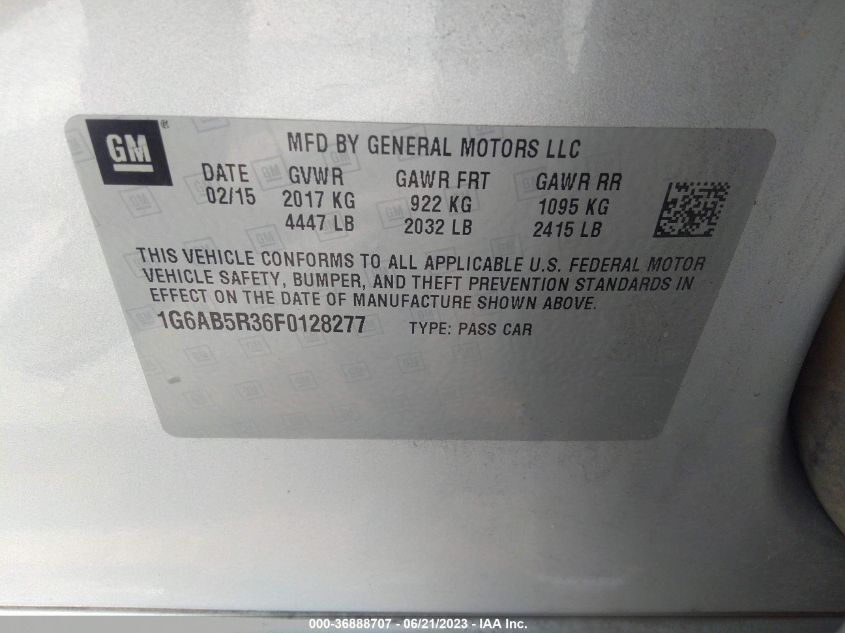 GM ®
MFD BY GENERAL MOTORS LLC
DATE GVWR GAWR FRT GAWR RR
02/15 2017 KG 922 KG 1095 KG
4447 LB 2032 LB 2415 LB
THIS VEHICLE CONFORMS TO ALL APPLICABLE U.S. FEDERAL MOTOR
VEHICLE SAFETY, BUMPER, AND THEFT PREVENTION STANDARDS IN
EFFECT ON THE DATE OF MANUFACTURE SHOWN ABOVE.
1G6AB5R36F0128277 TYPE: PASS CAR
000-36888707 - 06/21/2023 - IAA Inc.